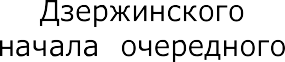 Дзержинского
начала очередного